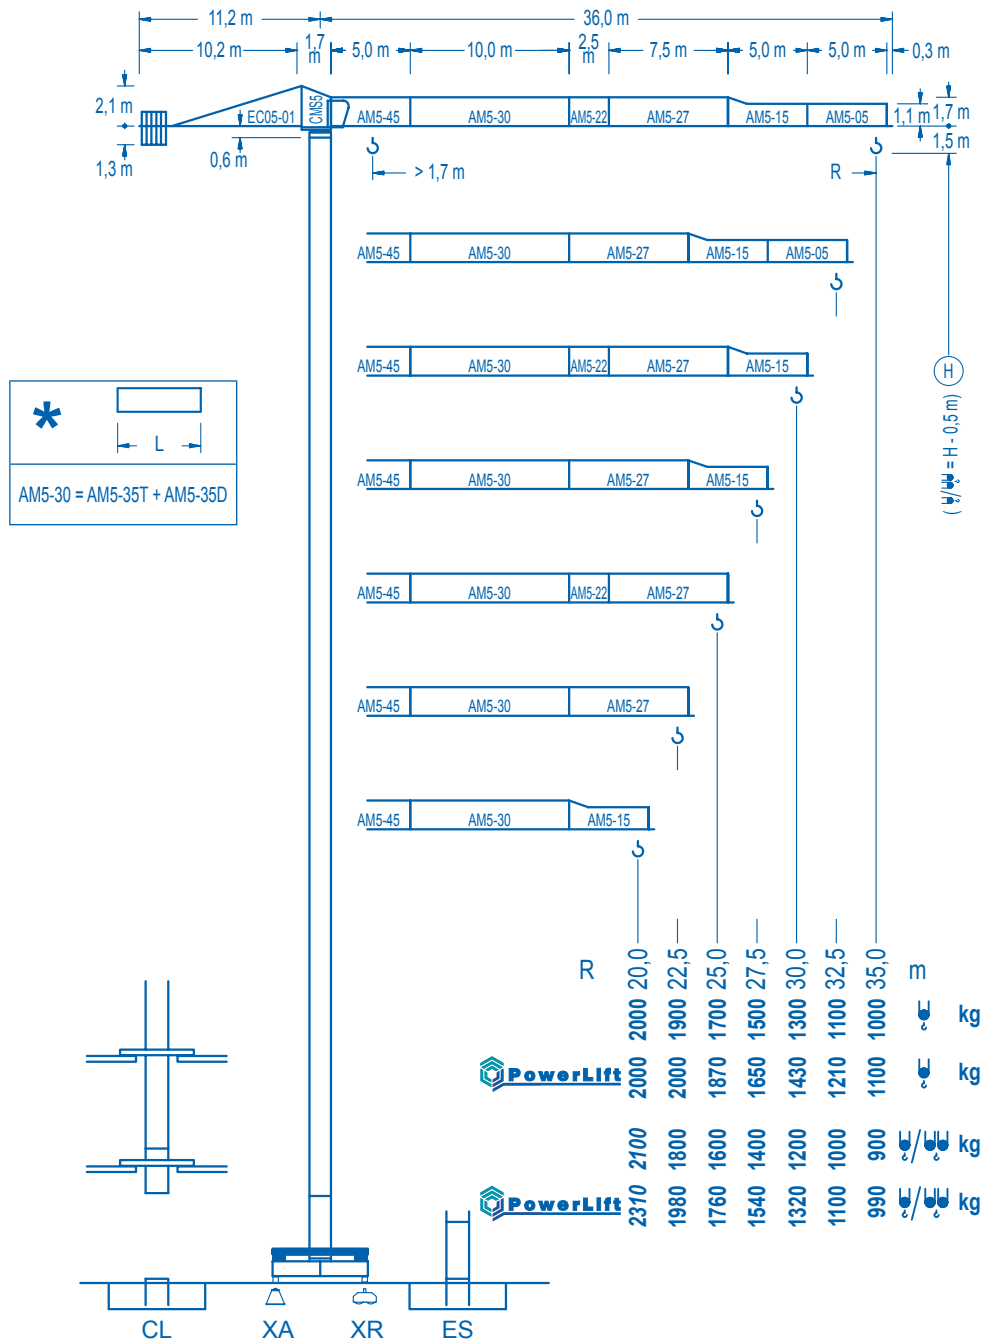 11,2 m 36,0 m
10,2 m 1,7 m 5,0 m 10,0 m 2,5 m 7,5 m 5,0 m 5,0 m 0,3 m
2,1 m EC05-01 CMS5 AM5-45 AM5-30 AM5-22 AM5-27 AM5-15 AM5-05 1,1 m 1,7 m
1,3 m 0,6 m > 1,7 m R 1,5 m
AM5-45 AM5-30 AM5-27 AM5-15 AM5-05
AM5-45 AM5-30 AM5-22 AM5-27 AM5-15
H
( / = H - 0,5 m)
* L
AM5-30 = AM5-35T + AM5-35D
AM5-45 AM5-30 AM5-27 AM5-15
AM5-45 AM5-30 AM5-22 AM5-27
AM5-45 AM5-30 AM5-27
AM5-45 AM5-30 AM5-15
R 20,0 22,5 25,0 27,5 30,0 32,5 35,0 m
2000 1900 1700 1500 1300 1100 1000 kg
PowerLift 2000 2000 1870 1650 1430 1210 1100 kg
2100 1800 1600 1400 1200 1000 900 / kg
PowerLift 2310 1980 1760 1540 1320 1100 990 / kg
CL XA XR ES